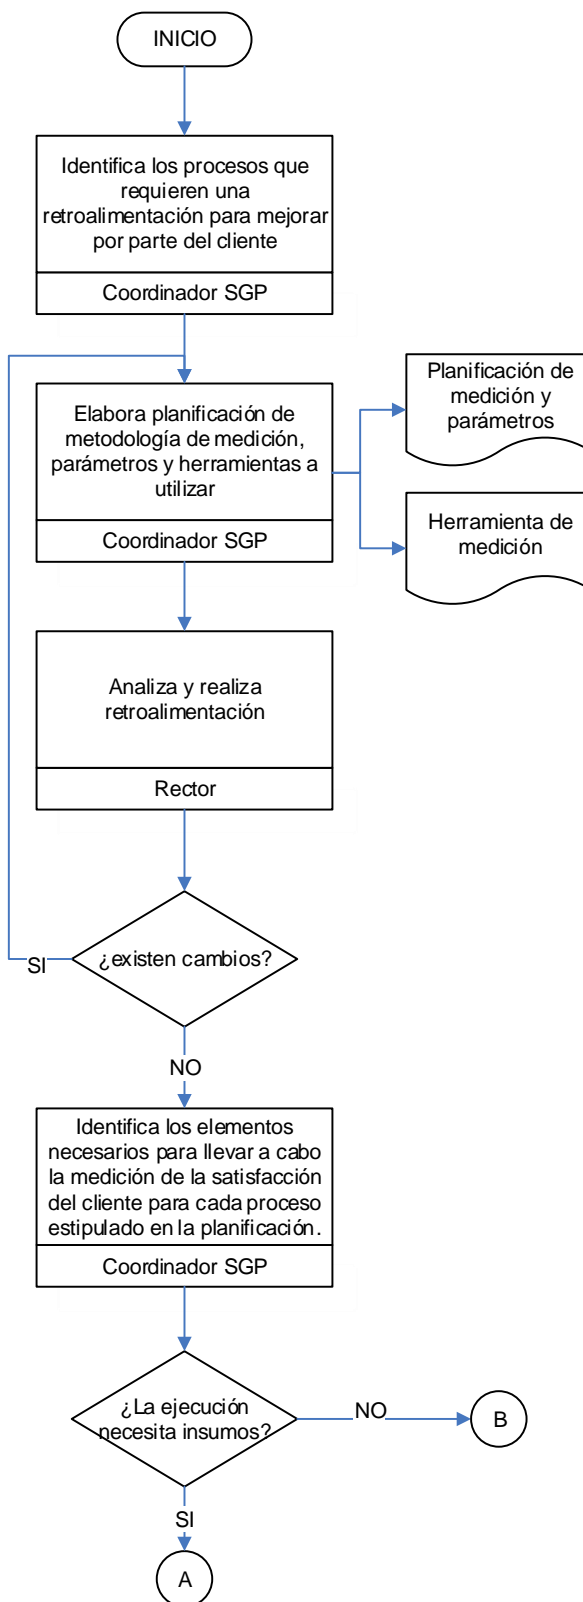 INICIO
Identifica los procesos que
requieren una
retroalimentación para mejorar
por parte del cliente
Coordinador SGP
Elabora planificación de
metodología de medición,
parámetros y herramientas a
utilizar
Coordinador SGP
Planificación de
medición y
parámetros
Herramienta de
medición
Analiza y realiza
retroalimentación
Rector
¿existen cambios?
SI
NO
Identifica los elementos
necesarios para llevar a cabo
la medición de la satisfacción
del cliente para cada proceso
estipulado en la planificación.
Coordinador SGP
¿La ejecución
necesita insumos?
NO
B
SI
A